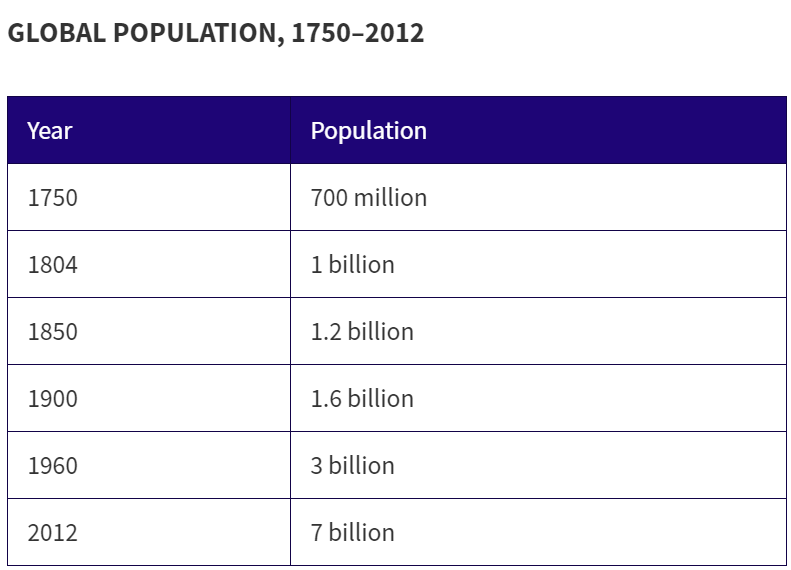 GLOBAL POPULATION, 1750–2012
Year Population
1750 700 million
1804 1 billion
1850 1.2 billion
1900 1.6 billion
1960 3 billion
2012 7 billion